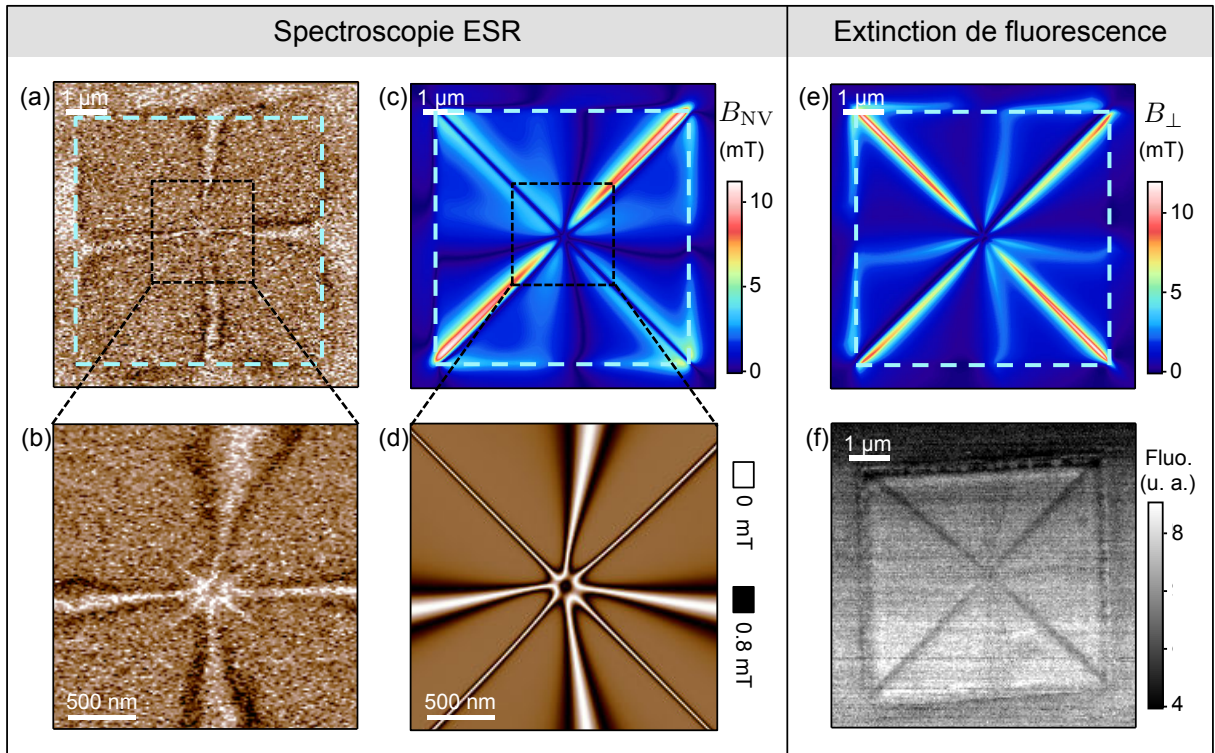 Spectroscopie ESR
Extinction de fluorescence
(a)
1 µm
(c)
1 µm
B_NV
(mT)
10
5
0
(e)
1 µm
B_⊥
(mT)
10
5
0
(b)
500 nm
(d)
500 nm
0 mT
0.8 mT
(f)
1 µm
Fluo.
(u. a.)
8
4